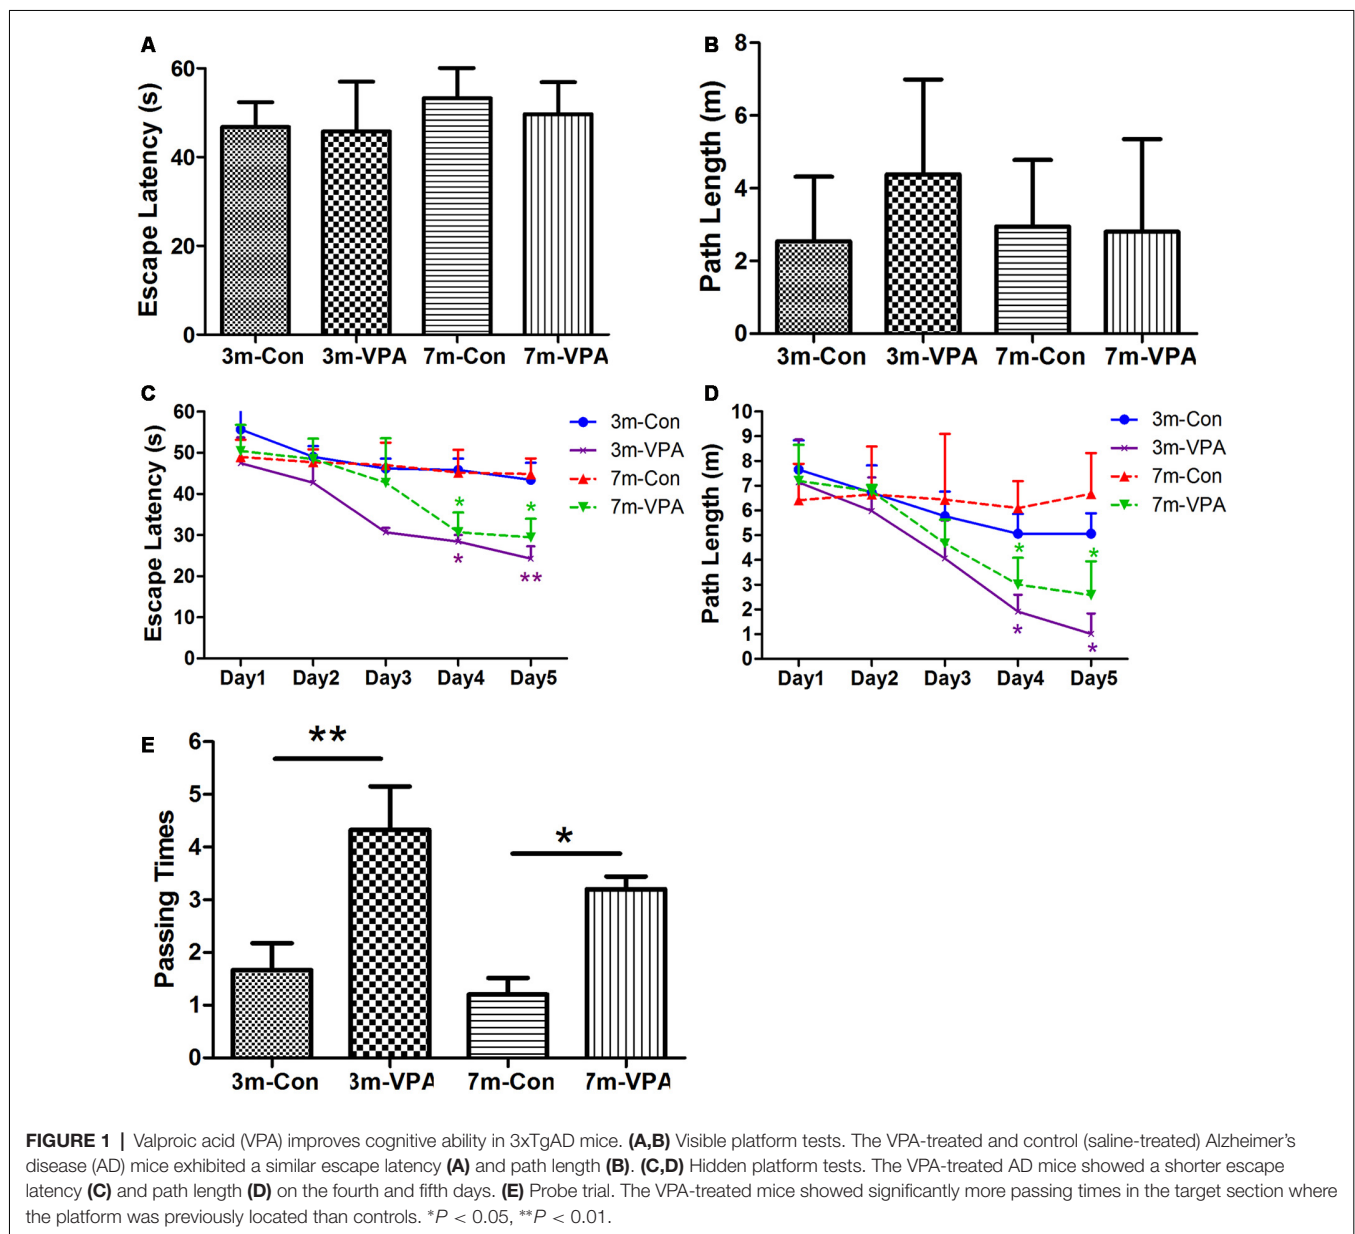 A
Escape Latency (s)
60
40
20
0
3m-Con 3m-VPA 7m-Con 7m-VPA
B
Path Length (m)
8
6
4
2
0
3m-Con 3m-VPA 7m-Con 7m-VPA
C
Escape Latency (s)
60
50
40
30
20
10
0
Day1 Day2 Day3 Day4 Day5
3m-Con
3m-VPA
7m-Con
7m-VPA
*
*
*
**
D
Path Length (m)
10
9
8
7
6
5
4
3
2
1
0
Day1 Day2 Day3 Day4 Day5
3m-Con
3m-VPA
7m-Con
7m-VPA
*
*
*
*
E
Passing Times
6
5
4
3
2
1
0
**
*
3m-Con 3m-VPA 7m-Con 7m-VPA
FIGURE 1 | Valproic acid (VPA) improves cognitive ability in 3xTgAD mice. (A,B) Visible platform tests. The VPA-treated and control (saline-treated) Alzheimer's
disease (AD) mice exhibited a similar escape latency (A) and path length (B). (C,D) Hidden platform tests. The VPA-treated AD mice showed a shorter escape
latency (C) and path length (D) on the fourth and fifth days. (E) Probe trial. The VPA-treated mice showed significantly more passing times in the target section where
the platform was previously located than controls. *P < 0.05, **P < 0.01.